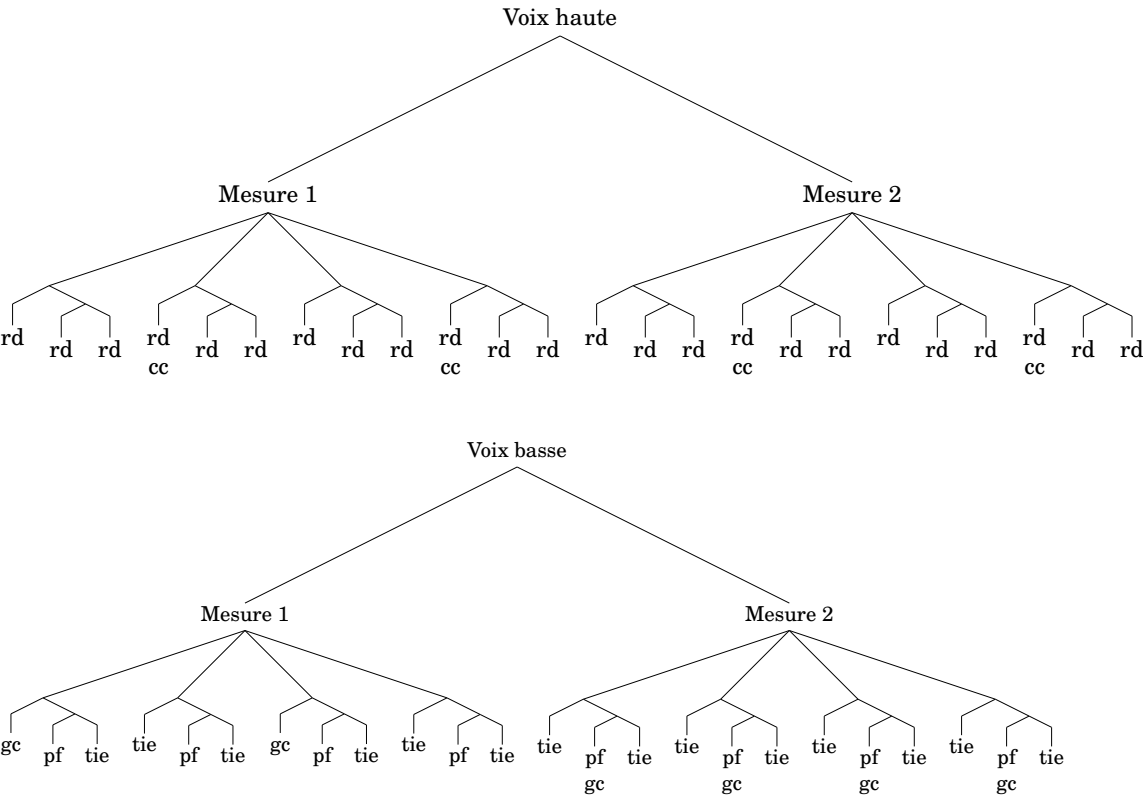 Voix haute
Mesure 1 Mesure 2
rd rd rd rd rd rd rd rd rd rd rd rd rd rd rd rd rd rd rd rd rd rd rd rd
cc cc cc cc
Voix basse
Mesure 1 Mesure 2
gc pf tie tie pf tie gc pf tie tie pf tie tie pf tie tie pf tie tie pf tie tie pf tie
gc gc gc gc